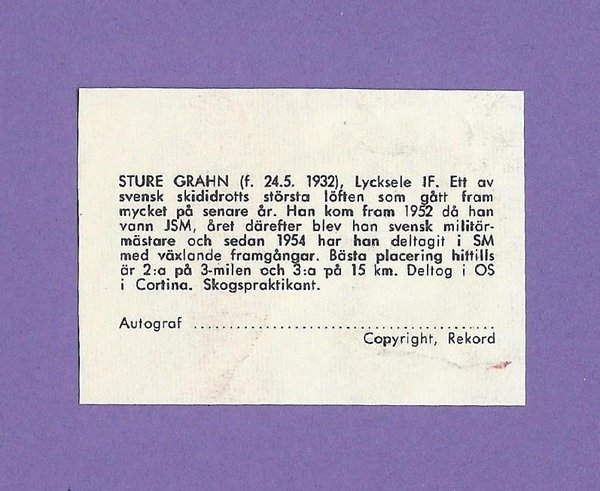 STURE GRAHN (f. 24.5. 1932), Lycksele IF. Ett av
svensk skididrotts största löften som gått fram
mycket på senare år. Han kom fram 1952 då han
vann JSM, året därefter blev han svensk militär-
mästare och sedan 1954 har han deltagit i SM
med växlande framgångar. Bästa placering hittills
är 2:a på 3-milen och 3:a på 15 km. Deltog i OS
i Cortina. Skogspraktikant.
Autograf ................................................
Copyright, Rekord